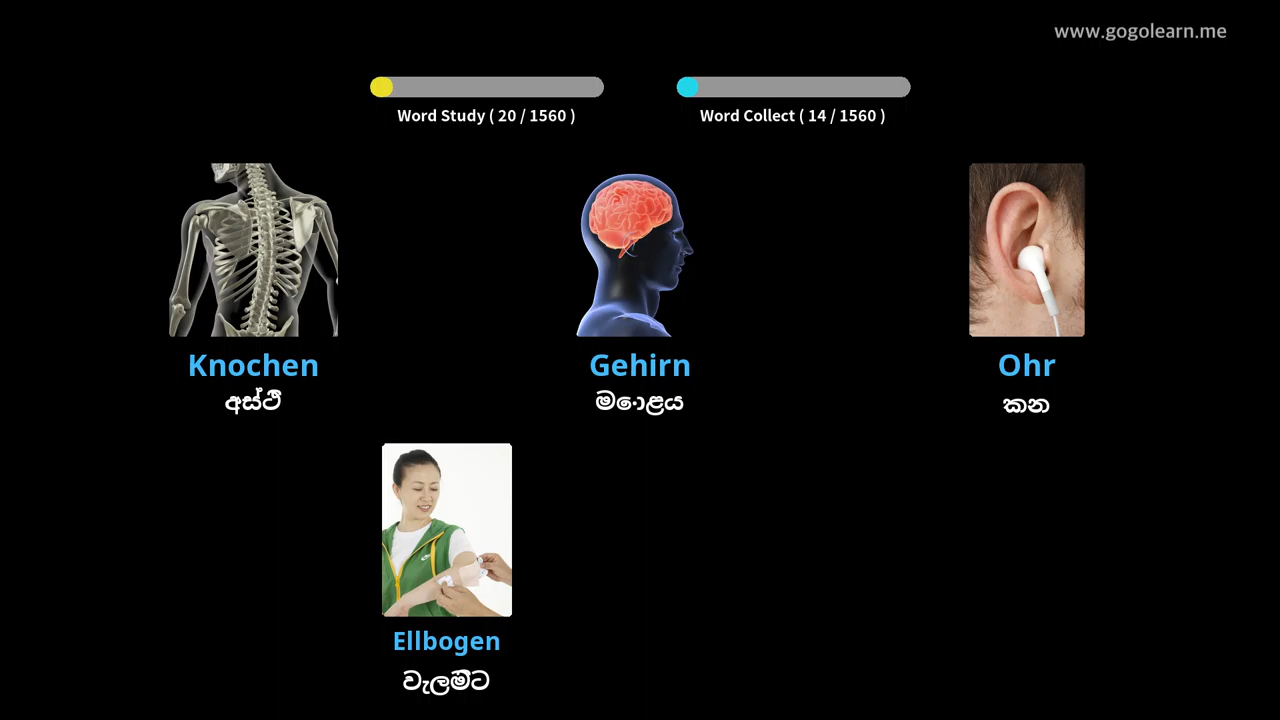 www.gogolearn.me
Word Study ( 20 / 1560 )
Word Collect ( 14 / 1560 )
Knochen
Gehirn
Ohr
අස්ථි
මොළය
කන
Ellbogen
වැලමිට